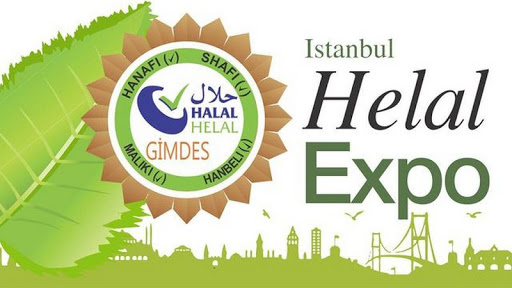 HANAFI (✓) SHAFI (✓)
حلال
HALAL
HELAL
GİMDES
MALIKI (✓) HANBELI (✓)
Istanbul
Helal
Expo